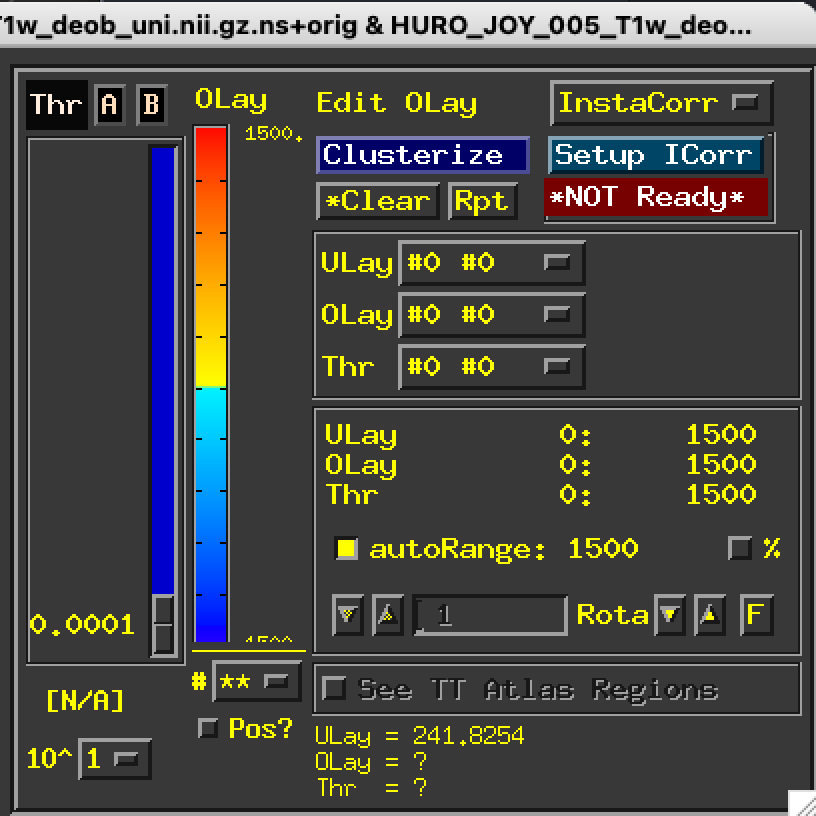 T1w_deob_uni.nii.gz.ns+orig & HURO_JOY_005_T1w_deo...
Thr A B OLay Edit OLay InstaCorr
1500.
Clusterize Setup ICorr
*Clear Rpt *NOT Ready*
ULay #0 #0
OLay #0 #0
Thr #0 #0
ULay 0: 1500
OLay 0: 1500
Thr 0: 1500
autoRange: 1500 %
1 Rota F
0.0001
-1500
# **
See TT Atlas Regions
[N/A]
Pos?
10^ 1
ULay = 241.8254
OLay = ?
Thr = ?